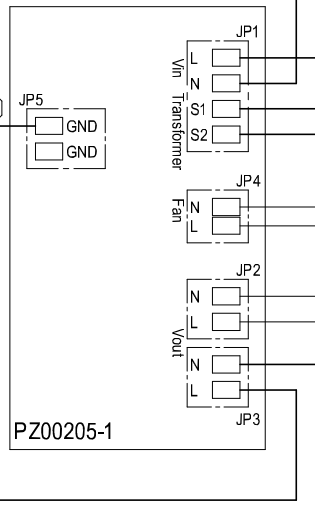 JP1
L
N
S1
S2
Vin
Transformer
JP5
GND
GND
JP4
N
L
Fan
JP2
N
L
Vout
N
L
JP3
PZ00205-1